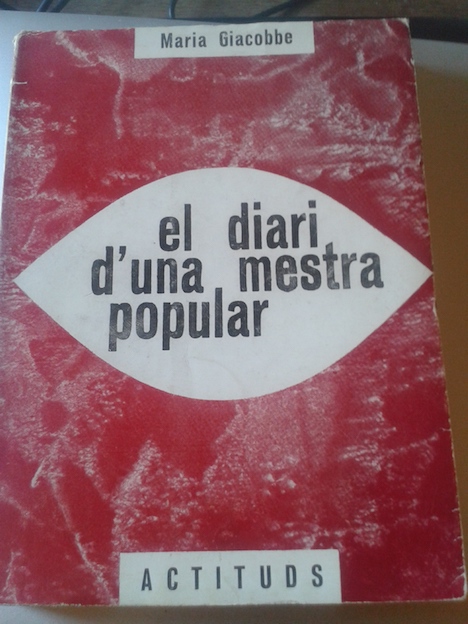 Maria Giacobbe
el diari
d'una mestra
popular
ACTITUDS